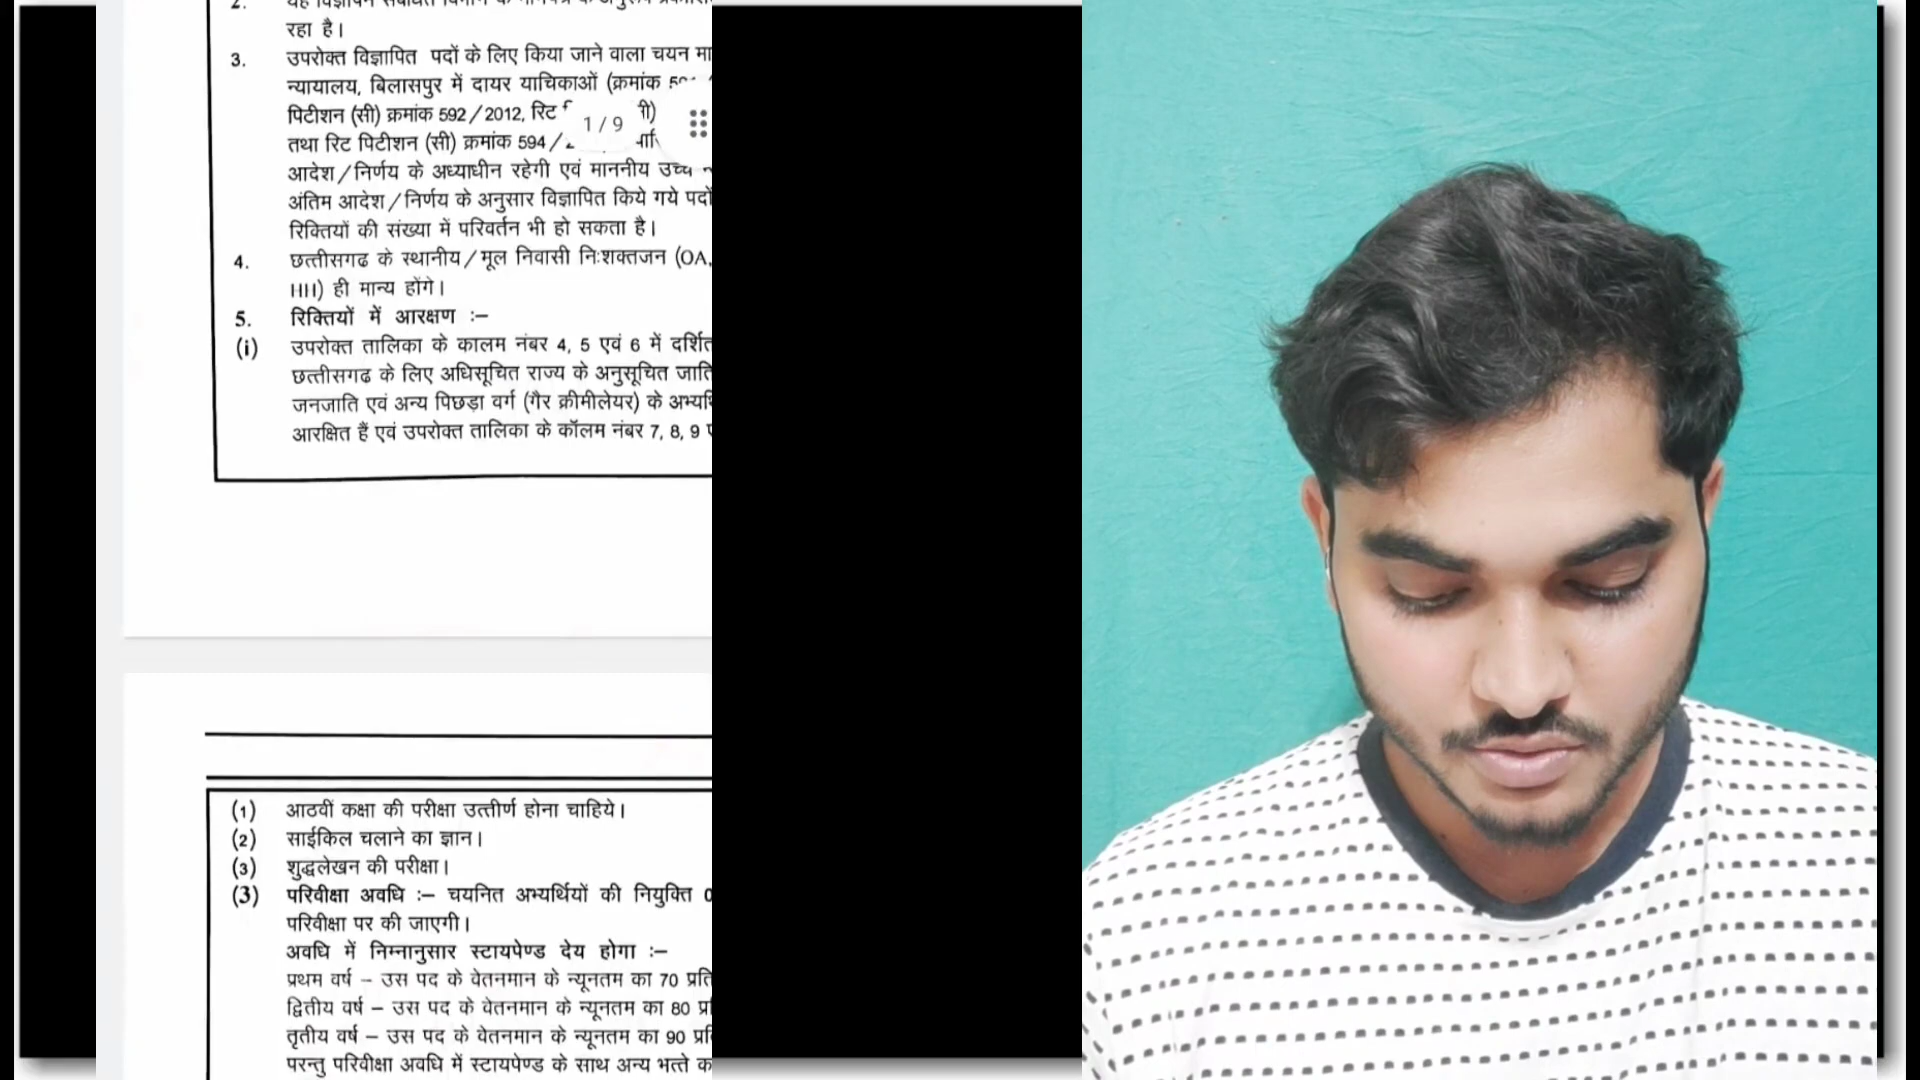 2.
रहा है।
3. उपरोक्त विज्ञापित पदों के लिए किया जाने वाला चयन
न्यायालय, बिलासपुर में दायर याचिकाओं (क्रमांक
पिटीशन (सी) क्रमांक 592/2012, रिट
1/9
तथा रिट पिटीशन (सी) क्रमांक 594/
आदेश/निर्णय के अध्याधीन रहेगी एवं माननीय उच्च
अंतिम आदेश/निर्णय के अनुसार विज्ञापित किये गये पदों
रिक्तियों की संख्या में परिवर्तन भी हो सकता है।
4. छत्तीसगढ के स्थानीय/मूल निवासी निःशक्तजन (OA,
HH) ही मान्य होंगे।
5. रिक्तियों में आरक्षण :–
(i) उपरोक्त तालिका के कालम नंबर 4, 5 एवं 6 में दर्शित
छत्तीसगढ के लिए अधिसूचित राज्य के अनुसूचित जाति
जनजाति एवं अन्य पिछड़ा वर्ग (गैर क्रीमीलेयर) के
आरक्षित हैं एवं उपरोक्त तालिका के कॉलम नंबर 7, 8, 9
(1) आठवीं कक्षा की परीक्षा उत्तीर्ण होना चाहिये।
(2) साईकिल चलाने का ज्ञान।
(3) शुद्धलेखन की परीक्षा।
(3) परिवीक्षा अवधि :– चयनित अभ्यर्थियों की नियुक्ति
परिवीक्षा पर की जाएगी।
अवधि में निम्नानुसार स्टायपेण्ड देय होगा :–
प्रथम वर्ष – उस पद के वेतनमान के न्यूनतम का 70
द्वितीय वर्ष – उस पद के वेतनमान के न्यूनतम का 80
तृतीय वर्ष – उस पद के वेतनमान के न्यूनतम का 90
परन्तु परिवीक्षा अवधि में स्टायपेण्ड के साथ अन्य भत्ते